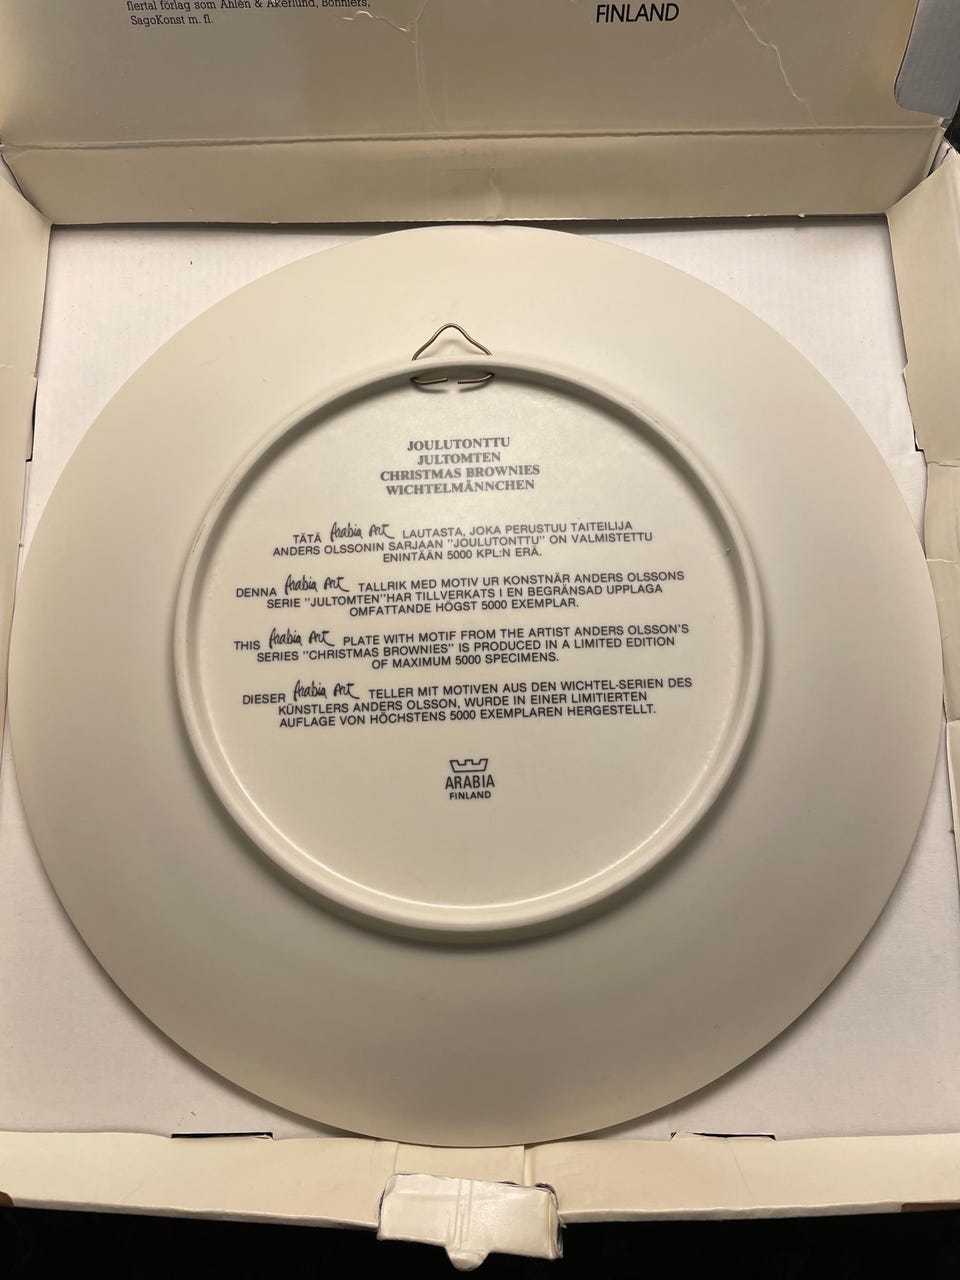 flertal förlag som Åhlén & Åkerlund, Bonniers,
SagoKonst m. fl.
FINLAND
JOULUTONTTU
JULTOMTEN
CHRISTMAS BROWNIES
WICHTELMÄNNCHEN
TÄTÄ Arabia Art LAUTASTA, JOKA PERUSTUU TAITEILIJA
ANDERS OLSSONIN SARJAAN "JOULUTONTTU" ON VALMISTETTU
ENINTÄÄN 5000 KPL:N ERÄ.
DENNA Arabia Art TALLRIK MED MOTIV UR KONSTNÄR ANDERS OLSSONS
SERIE "JULTOMTEN"HAR TILLVERKATS I EN BEGRÄNSAD UPPLAGA
OMFATTANDE HÖGST 5000 EXEMPLAR.
THIS Arabia Art PLATE WITH MOTIF FROM THE ARTIST ANDERS OLSSON'S
SERIES "CHRISTMAS BROWNIES" IS PRODUCED IN A LIMITED EDITION
OF MAXIMUM 5000 SPECIMENS.
DIESER Arabia Art TELLER MIT MOTIVEN AUS DEN WICHTEL-SERIEN DES
KÜNSTLERS ANDERS OLSSON, WURDE IN EINER LIMITIERTEN
AUFLAGE VON HÖCHSTENS 5000 EXEMPLAREN HERGESTELLT.
ARABIA
FINLAND